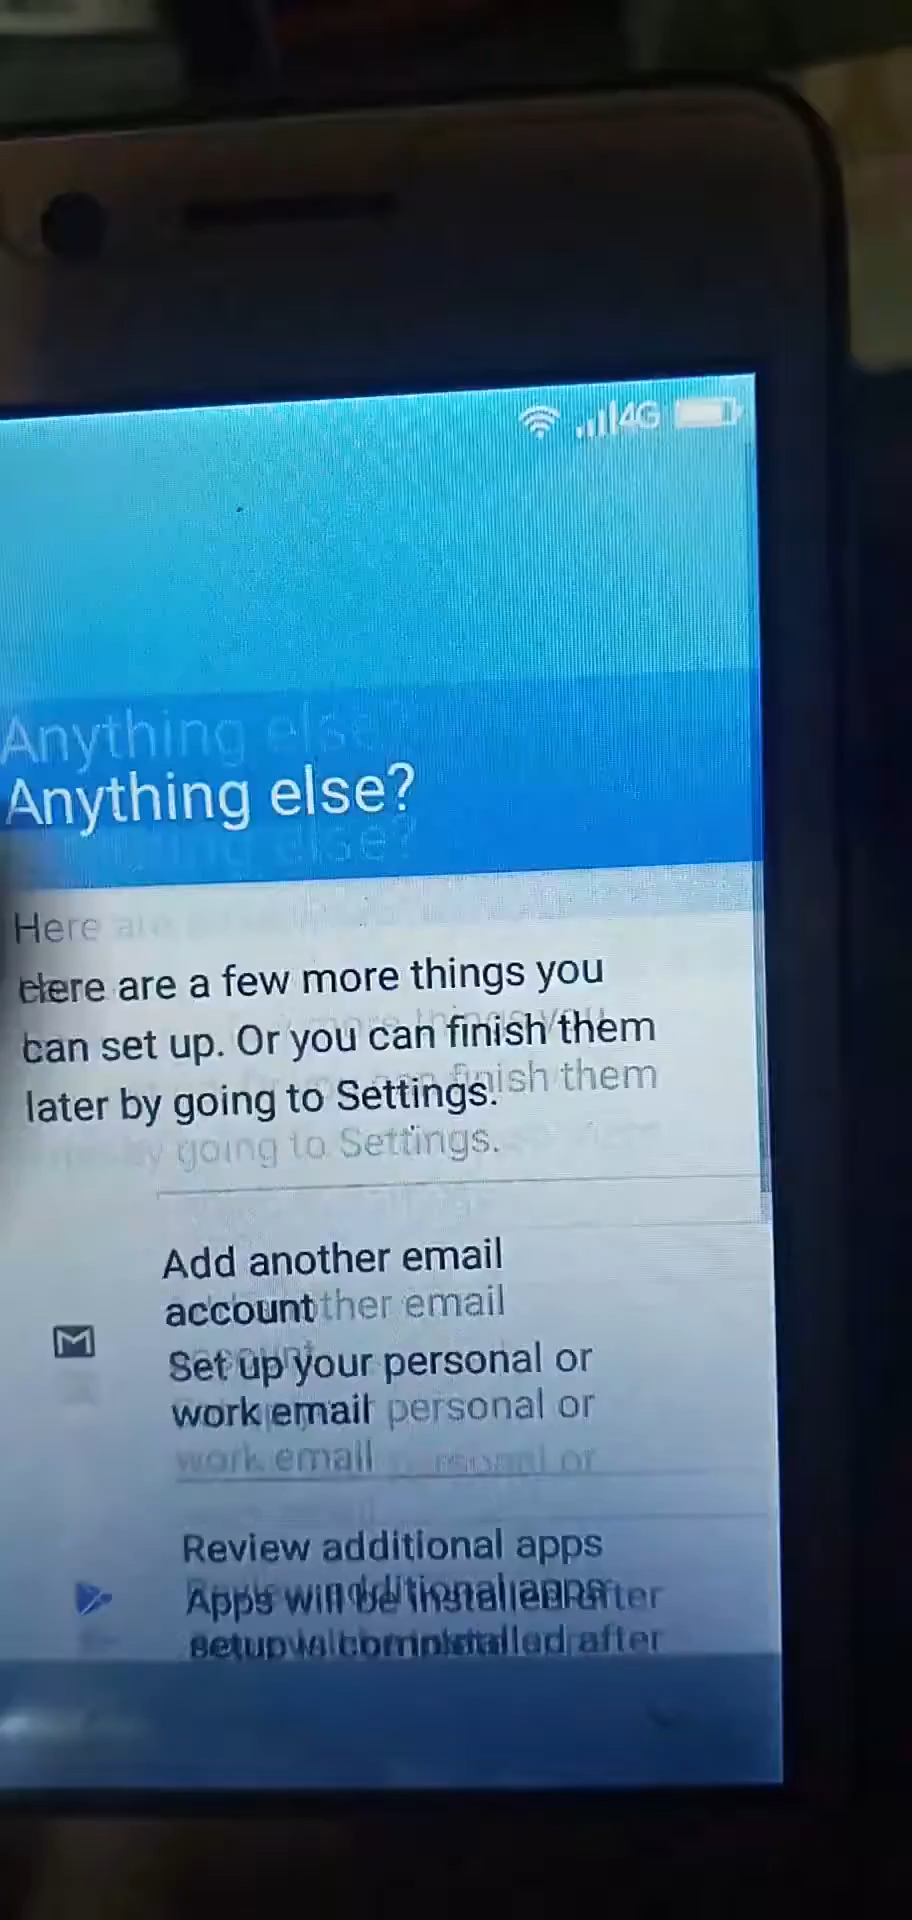 4G
Anything else?
Here are a few more things you
can set up. Or you can finish them
later by going to Settings.
Add another email
account
Set up your personal or
work email
Review additional apps
Apps will be installed after
setup is completed